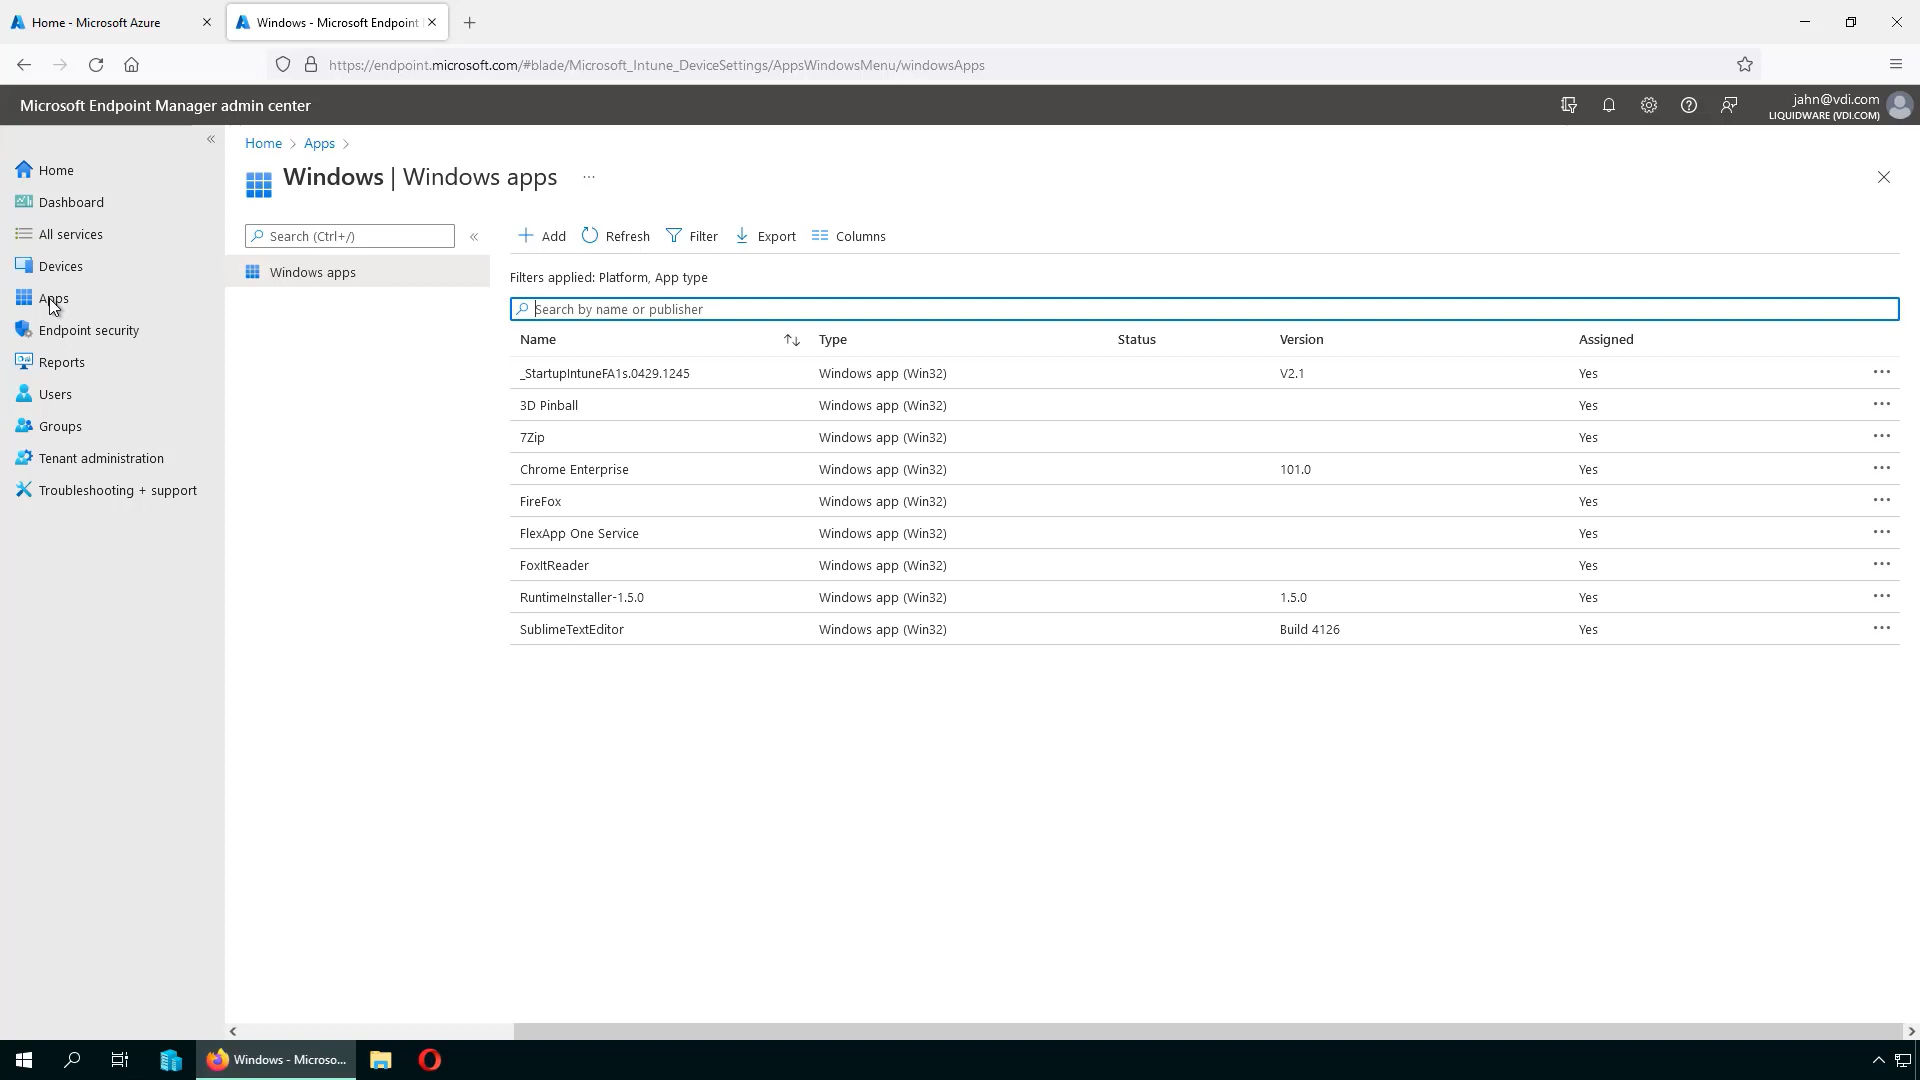 Home - Microsoft Azure
Windows - Microsoft Endpoint
https://endpoint.microsoft.com/#blade/Microsoft_Intune_DeviceSettings/AppsWindowsMenu/windowsApps
Microsoft Endpoint Manager admin center
jahn@vdi.com
LIQUIDWARE (VDI.COM)
Home
Dashboard
All services
Devices
Apps
Endpoint security
Reports
Users
Groups
Tenant administration
Troubleshooting + support
Home > Apps >
Windows | Windows apps
Search (Ctrl+/)
Windows apps
Add Refresh Filter Export Columns
Filters applied: Platform, App type
Search by name or publisher
Name Type Status Version Assigned
_StartupIntuneFA1s.0429.1245 Windows app (Win32) V2.1 Yes
3D Pinball Windows app (Win32) Yes
7Zip Windows app (Win32) Yes
Chrome Enterprise Windows app (Win32) 101.0 Yes
FireFox Windows app (Win32) Yes
FlexApp One Service Windows app (Win32) Yes
FoxItReader Windows app (Win32) Yes
RuntimeInstaller-1.5.0 Windows app (Win32) 1.5.0 Yes
SublimeTextEditor Windows app (Win32) Build 4126 Yes
Windows - Microso...